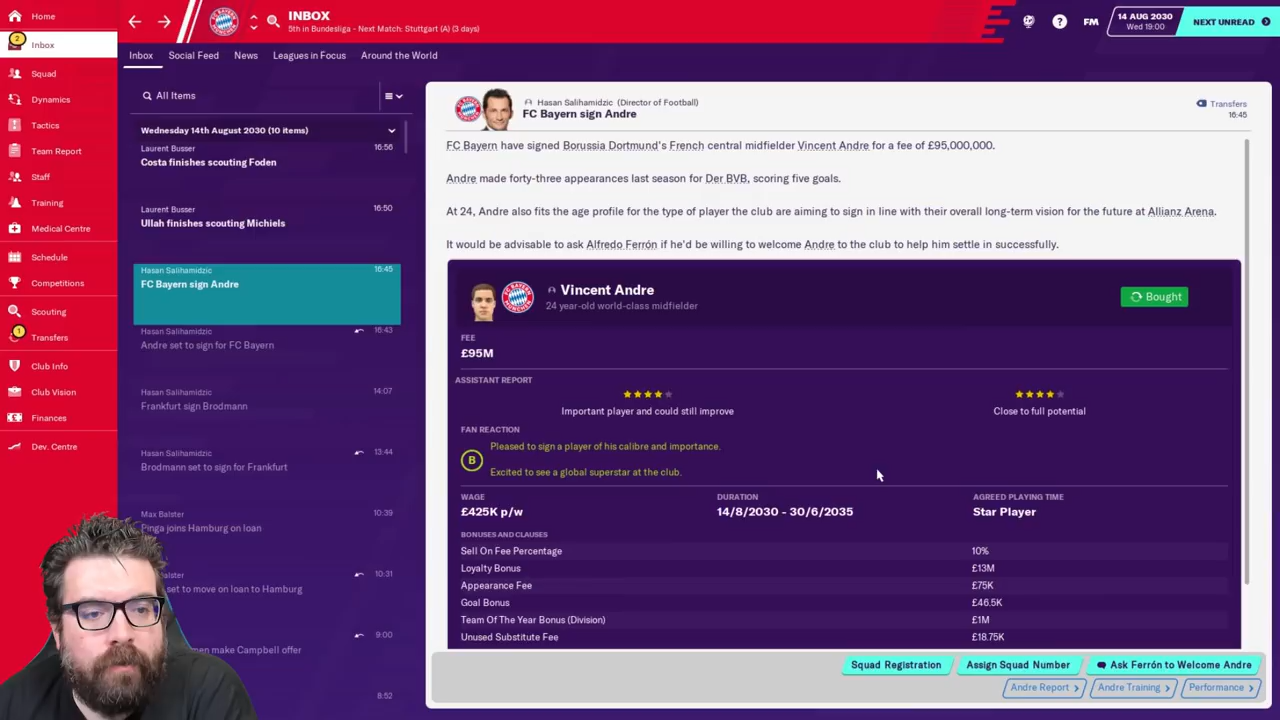 Home
INBOX
5th in Bundesliga - Next Match: Stuttgart (A) (3 days)
FM
14 AUG 2030
Wed 19:00
NEXT UNREAD
2
Inbox
Squad
Dynamics
Tactics
Team Report
Staff
Training
Medical Centre
Schedule
Competitions
Scouting
1
Transfers
Club Info
Club Vision
Finances
Dev. Centre
Inbox
Social Feed
News
Leagues in Focus
Around the World
All Items
Wednesday 14th August 2030 (10 items)
Laurent Busser
16:56
Costa finishes scouting Foden
Laurent Busser
16:50
Ullah finishes scouting Michiels
Hasan Salihamidzic
16:45
FC Bayern sign Andre
Hasan Salihamidzic
16:43
Andre set to sign for FC Bayern
Hasan Salihamidzic
14:07
Frankfurt sign Brodmann
Hasan Salihamidzic
13:44
Brodmann set to sign for Frankfurt
Max Balster
10:39
Pinga joins Hamburg on loan
alster
10:31
set to move on loan to Hamburg
9:00
men make Campbell offer
8:52
Hasan Salihamidzic (Director of Football)
FC Bayern sign Andre
Transfers
16:45
FC Bayern have signed Borussia Dortmund's French central midfielder Vincent Andre for a fee of £95,000,000.
Andre made forty-three appearances last season for Der BVB, scoring five goals.
At 24, Andre also fits the age profile for the type of player the club are aiming to sign in line with their overall long-term vision for the future at Allianz Arena.
It would be advisable to ask Alfredo Ferrón if he'd be willing to welcome Andre to the club to help him settle in successfully.
Vincent Andre
24 year-old world-class midfielder
Bought
FEE
£95M
ASSISTANT REPORT
Important player and could still improve
Close to full potential
FAN REACTION
B
Pleased to sign a player of his calibre and importance.
Excited to see a global superstar at the club.
WAGE
£425K p/w
DURATION
14/8/2030 - 30/6/2035
AGREED PLAYING TIME
Star Player
BONUSES AND CLAUSES
Sell On Fee Percentage
10%
Loyalty Bonus
£13M
Appearance Fee
£75K
Goal Bonus
£46.5K
Team Of The Year Bonus (Division)
£1M
Unused Substitute Fee
£18.75K
Squad Registration
Assign Squad Number
Ask Ferrón to Welcome Andre
Andre Report
Andre Training
Performance